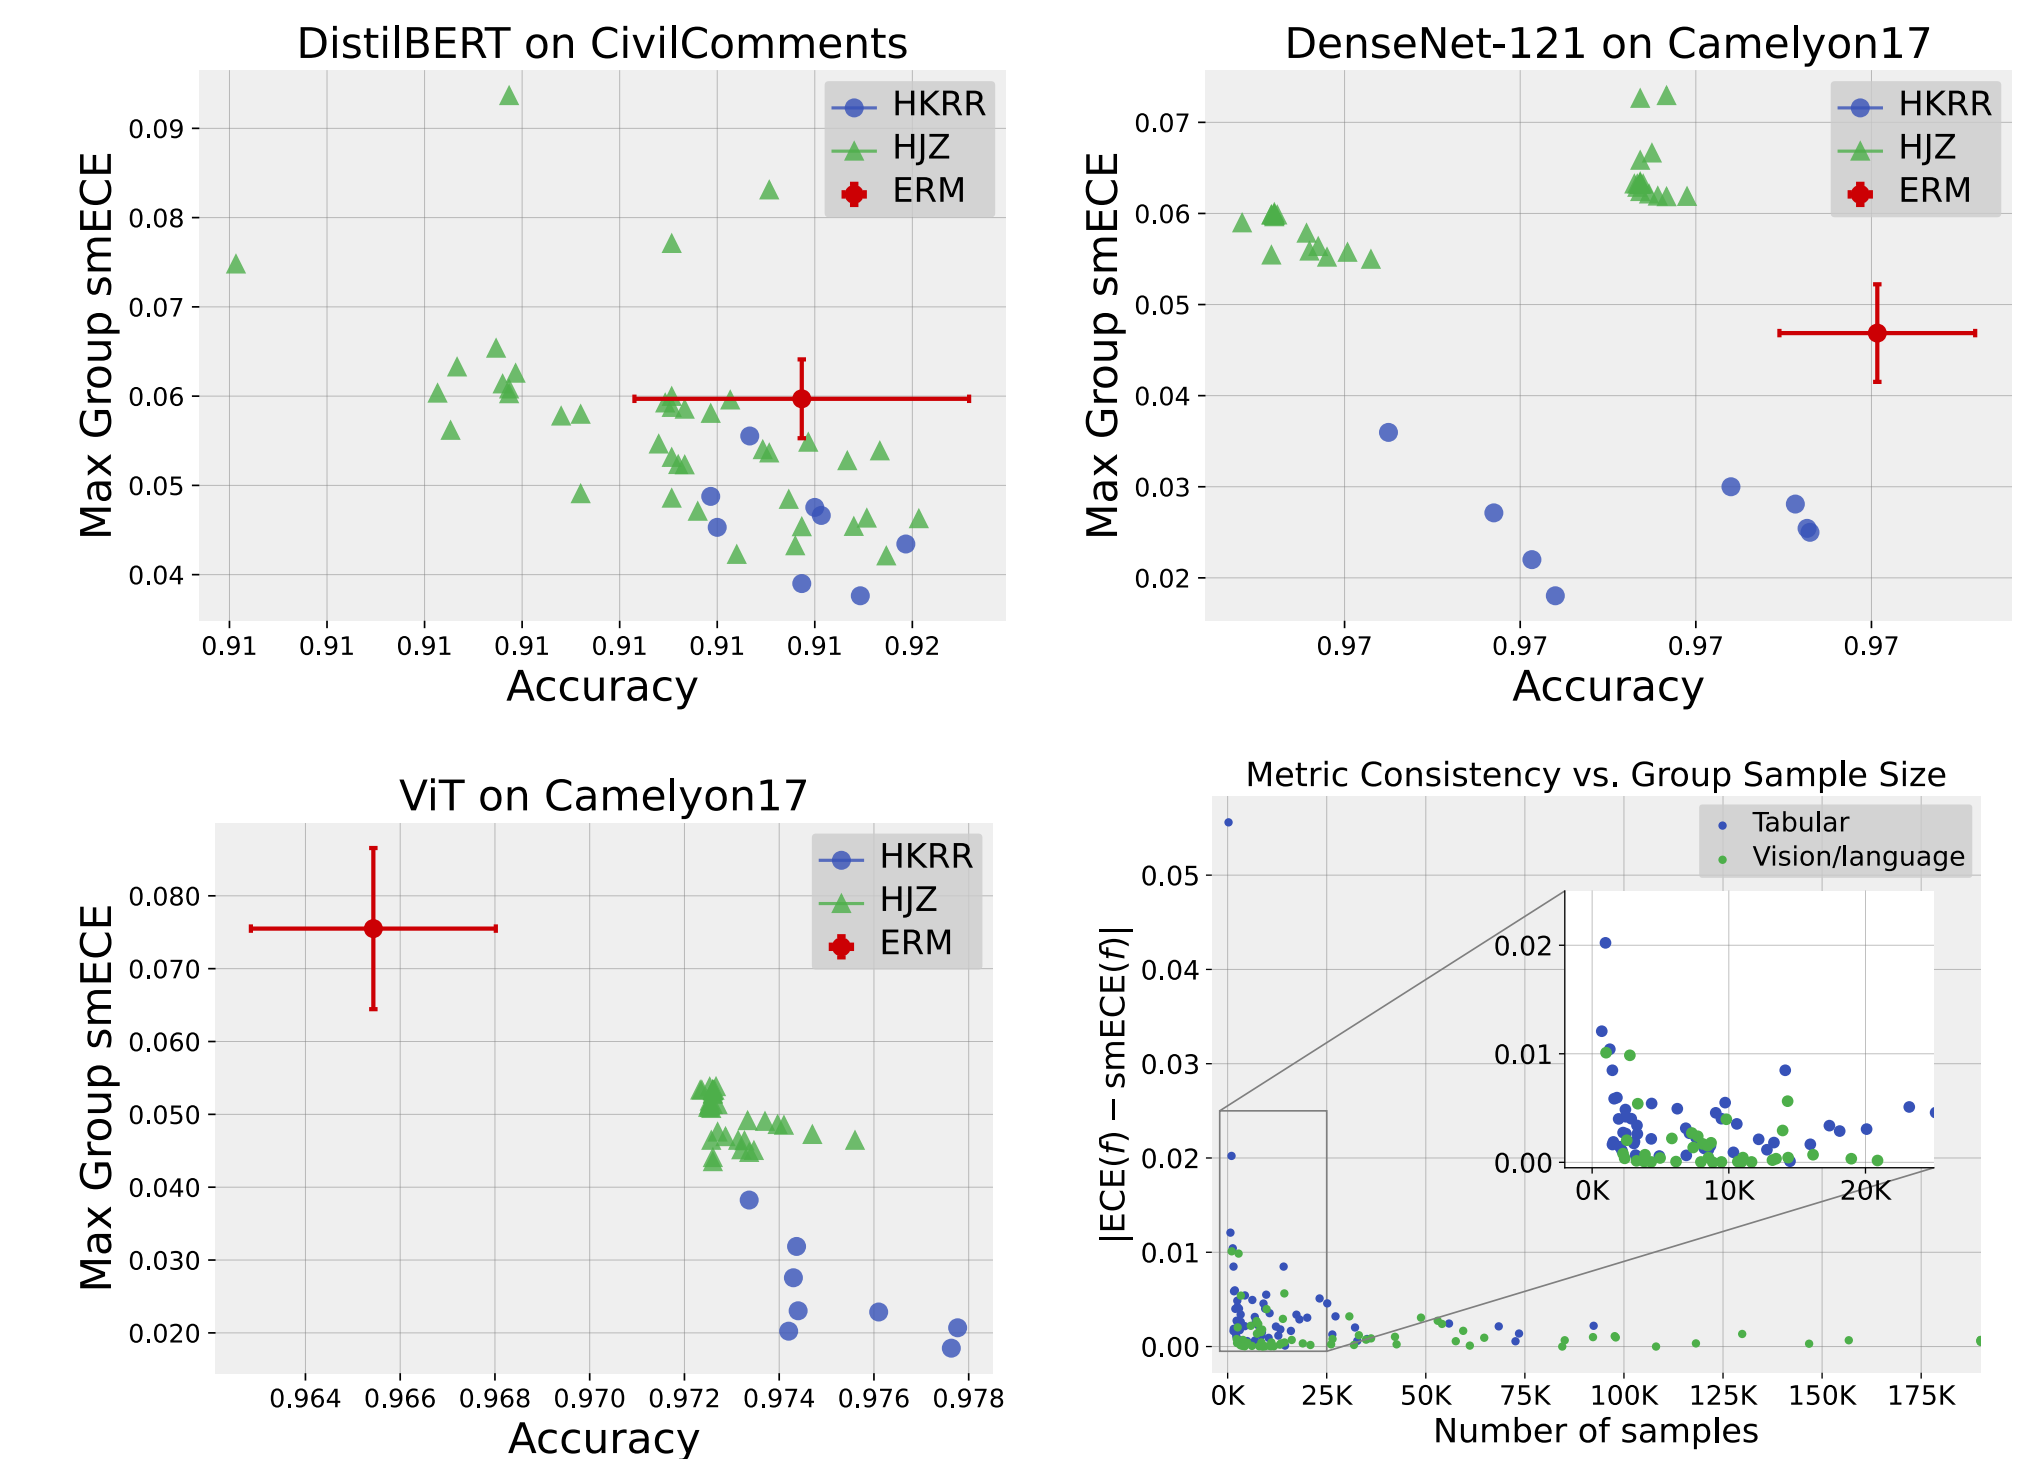 DistilBERT on CivilComments
Max Group smECE
0.09
0.08
0.07
0.06
0.05
0.04
HKRR
HJZ
ERM
0.91 0.91 0.91 0.91 0.91 0.91 0.91 0.92
Accuracy
DenseNet-121 on Camelyon17
Max Group smECE
0.07
0.06
0.05
0.04
0.03
0.02
HKRR
HJZ
ERM
0.97 0.97 0.97 0.97
Accuracy
ViT on Camelyon17
Max Group smECE
0.080
0.070
0.060
0.050
0.040
0.030
0.020
HKRR
HJZ
ERM
0.964 0.966 0.968 0.970 0.972 0.974 0.976 0.978
Accuracy
Metric Consistency vs. Group Sample Size
|ECE(f) − smECE(f)|
0.05
0.04
0.03
0.02
0.01
0.00
Tabular
Vision/language
0.02
0.01
0.00
0K 10K 20K
0K 25K 50K 75K 100K 125K 150K 175K
Number of samples